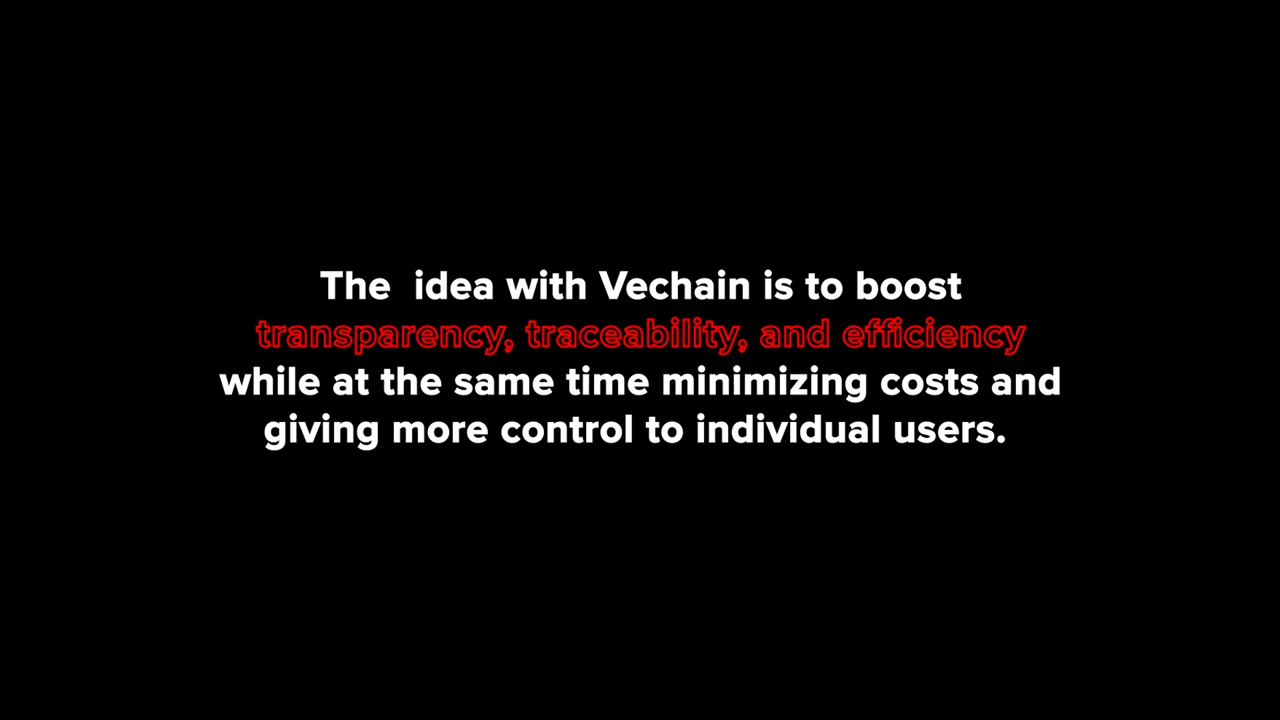 The  idea with Vechain is to boost
transparency, traceability, and efficiency
while at the same time minimizing costs and
giving more control to individual users.